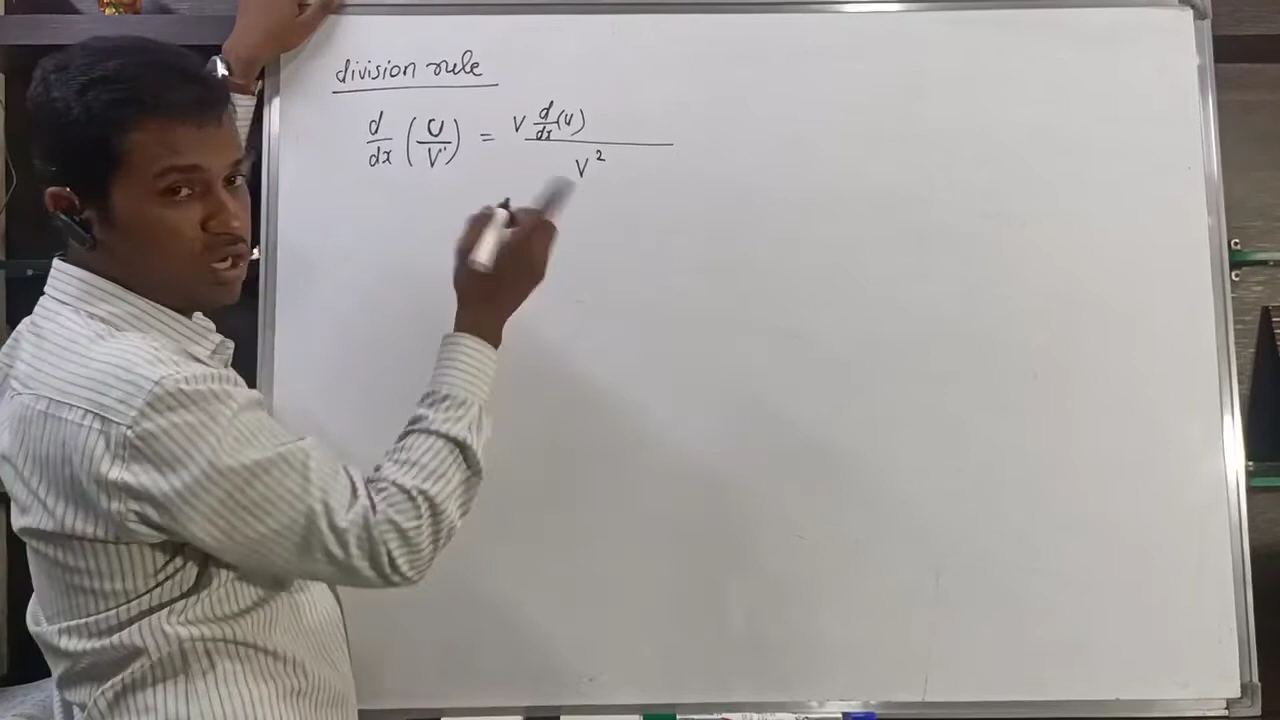 division rule
d/dx (U/V) = V d/dx (U) / V²